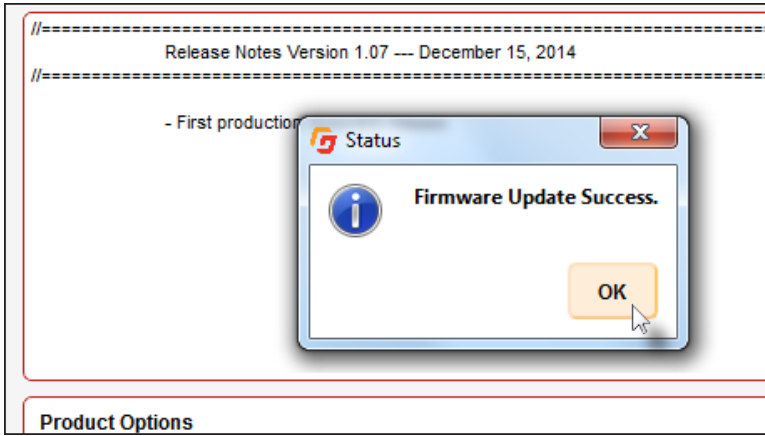 //==========================================================================
Release Notes Version 1.07 --- December 15, 2014
//==========================================================================
- First production
Status
Firmware Update Success.
OK
Product Options